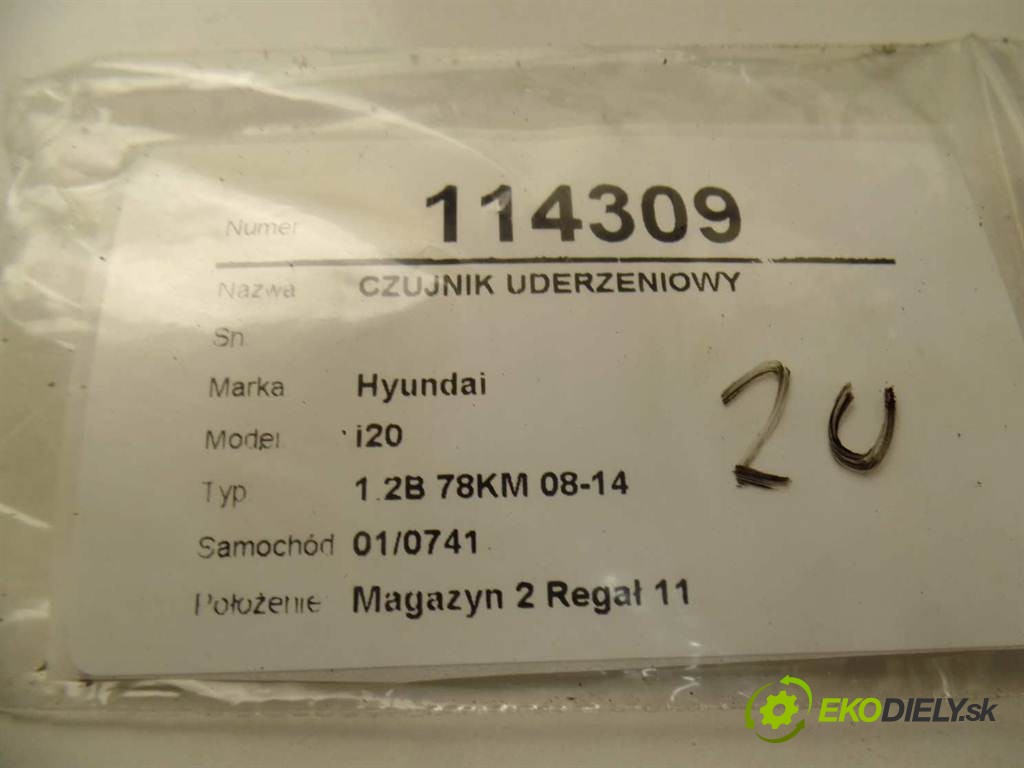 Numer 114309
Nazwa CZUJNIK UDERZENIOWY
Sn.
Marka Hyundai
Model i20
Typ 1.2B 78KM 08-14
20
Samochód 01/0741
Położenie Magazyn 2 Regał 11
EKODIELY.sk